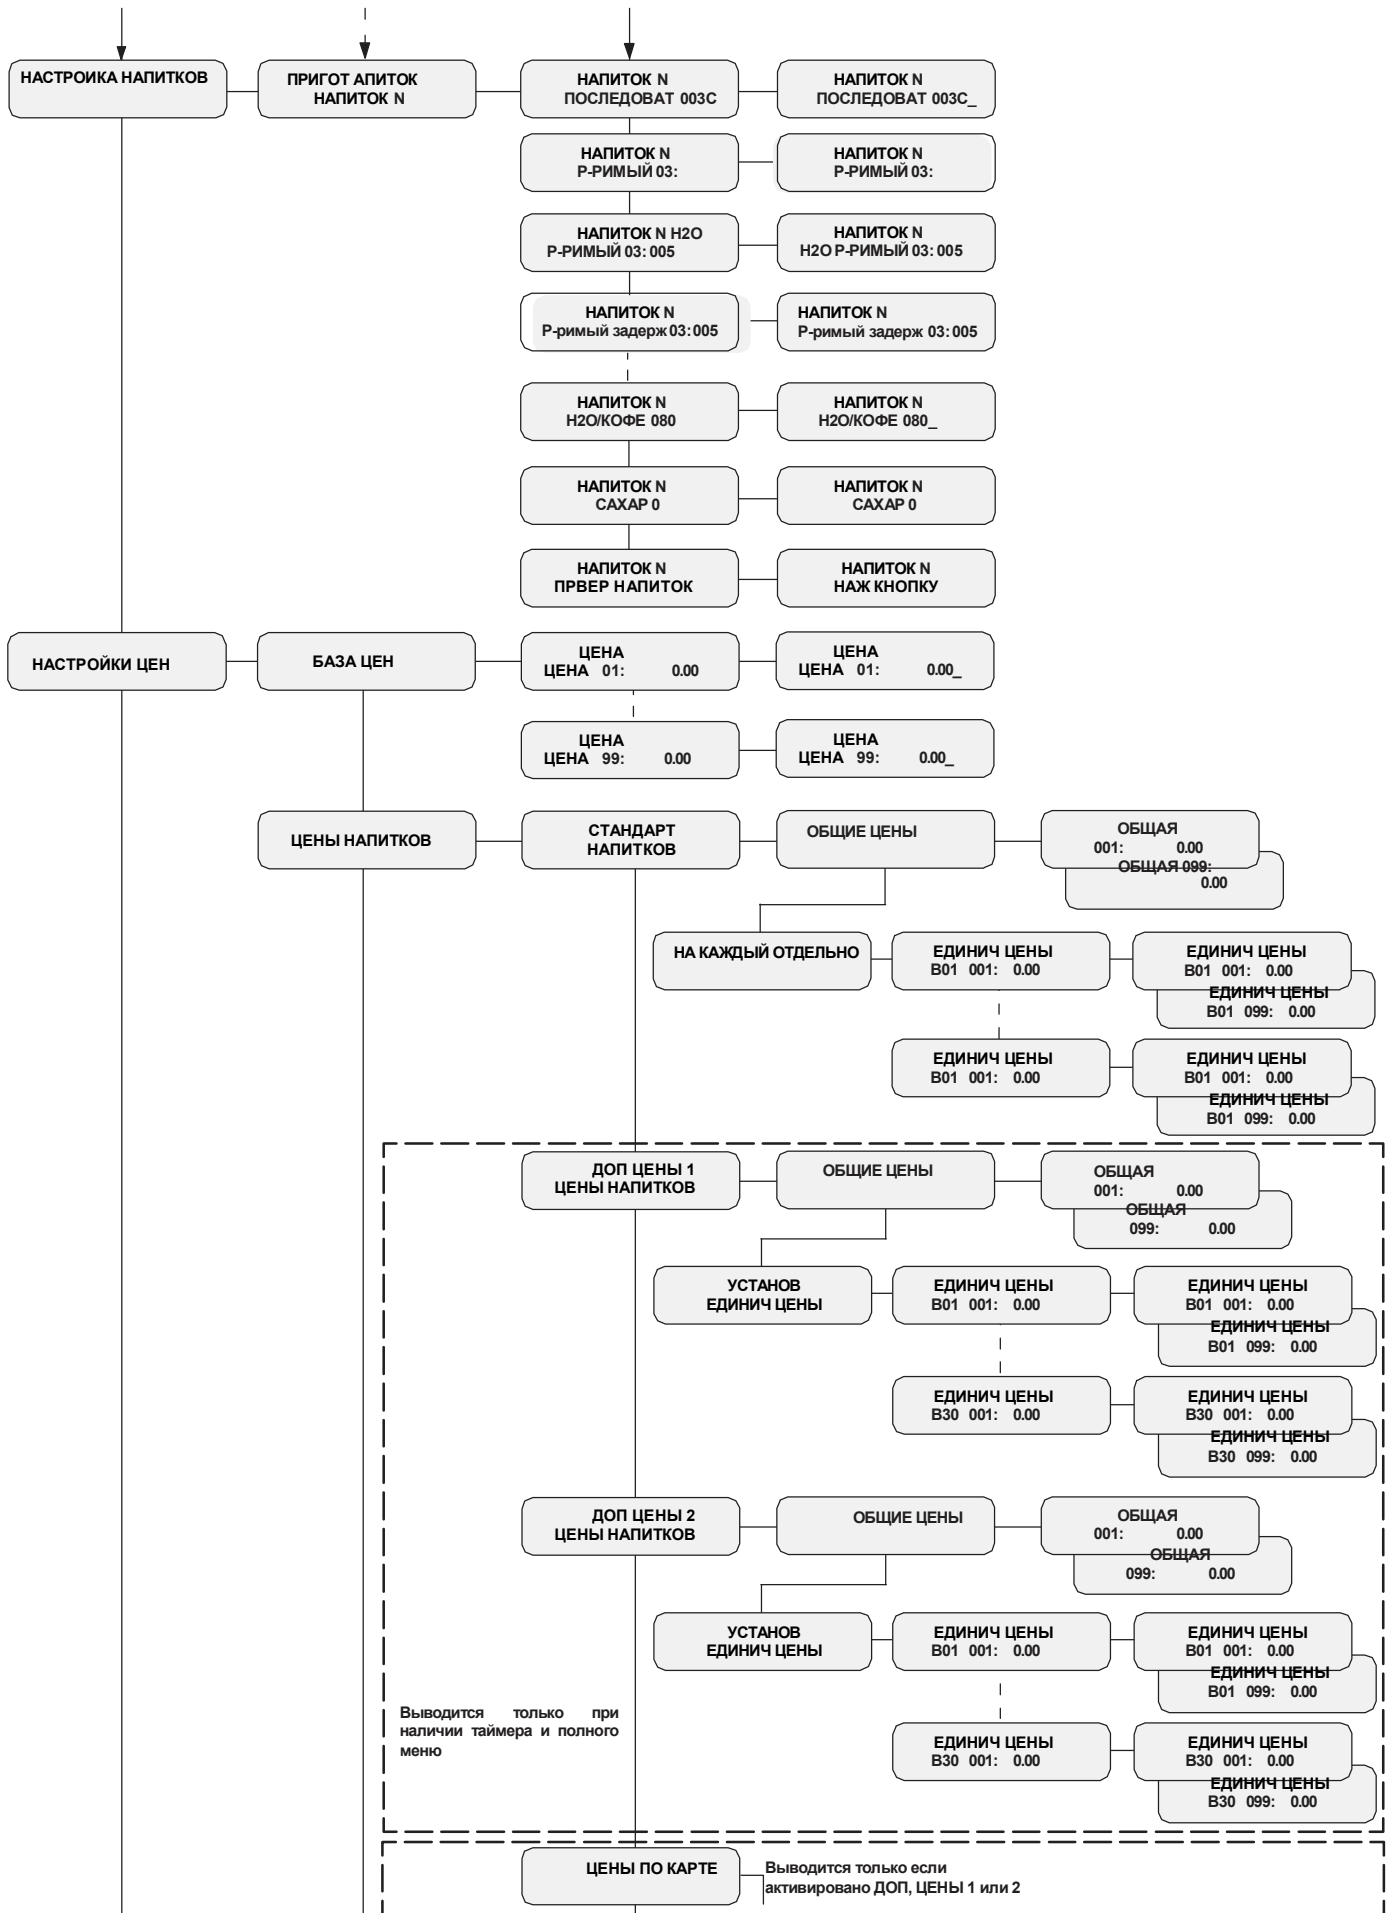 НАСТРОИКА НАПИТКОВ
ПРИГОТ АПИТОК
НАПИТОК N
НАПИТОК N
ПОСЛЕДОВАТ 003С
НАПИТОК N
ПОСЛЕДОВАТ 003С_
НАПИТОК N
Р-РИМЫЙ 03:
НАПИТОК N
Р-РИМЫЙ 03:
НАПИТОК N H2O
Р-РИМЫЙ 03: 005
НАПИТОК N
H2O Р-РИМЫЙ 03: 005
НАПИТОК N
Р-римый задерж 03: 005
НАПИТОК N
Р-римый задерж 03: 005
НАПИТОК N
H2O/КОФЕ 080
НАПИТОК N
H2O/КОФЕ 080_
НАПИТОК N
САХАР 0
НАПИТОК N
САХАР 0
НАПИТОК N
ПРВЕР НАПИТОК
НАПИТОК N
НАЖ КНОПКУ
НАСТРОЙКИ ЦЕН
БАЗА ЦЕН
ЦЕНА
ЦЕНА 01: 0.00
ЦЕНА
ЦЕНА 01: 0.00_
ЦЕНА
ЦЕНА 99: 0.00
ЦЕНА
ЦЕНА 99: 0.00_
ЦЕНЫ НАПИТКОВ
СТАНДАРТ
НАПИТКОВ
ОБЩИЕ ЦЕНЫ
ОБЩАЯ
001: 0.00
ОБЩАЯ 099:
0.00
НА КАЖДЫЙ ОТДЕЛЬНО
ЕДИНИЧ ЦЕНЫ
B01 001: 0.00
ЕДИНИЧ ЦЕНЫ
B01 001: 0.00
ЕДИНИЧ ЦЕНЫ
B01 099: 0.00
ЕДИНИЧ ЦЕНЫ
B01 001: 0.00
ЕДИНИЧ ЦЕНЫ
B01 001: 0.00
ЕДИНИЧ ЦЕНЫ
B01 099: 0.00
ДОП ЦЕНЫ 1
ЦЕНЫ НАПИТКОВ
ОБЩИЕ ЦЕНЫ
ОБЩАЯ
001: 0.00
ОБЩАЯ
099: 0.00
УСТАНОВ
ЕДИНИЧ ЦЕНЫ
ЕДИНИЧ ЦЕНЫ
B01 001: 0.00
ЕДИНИЧ ЦЕНЫ
B01 001: 0.00
ЕДИНИЧ ЦЕНЫ
B01 099: 0.00
ЕДИНИЧ ЦЕНЫ
B30 001: 0.00
ЕДИНИЧ ЦЕНЫ
B30 001: 0.00
ЕДИНИЧ ЦЕНЫ
B30 099: 0.00
ДОП ЦЕНЫ 2
ЦЕНЫ НАПИТКОВ
ОБЩИЕ ЦЕНЫ
ОБЩАЯ
001: 0.00
ОБЩАЯ
099: 0.00
УСТАНОВ
ЕДИНИЧ ЦЕНЫ
ЕДИНИЧ ЦЕНЫ
B01 001: 0.00
ЕДИНИЧ ЦЕНЫ
B01 001: 0.00
ЕДИНИЧ ЦЕНЫ
B01 099: 0.00
Выводится только при
наличии таймера и полного
меню
ЕДИНИЧ ЦЕНЫ
B30 001: 0.00
ЕДИНИЧ ЦЕНЫ
B30 001: 0.00
ЕДИНИЧ ЦЕНЫ
B30 099: 0.00
ЦЕНЫ ПО КАРТЕ
Выводится только если
активировано ДОП, ЦЕНЫ 1 или 2